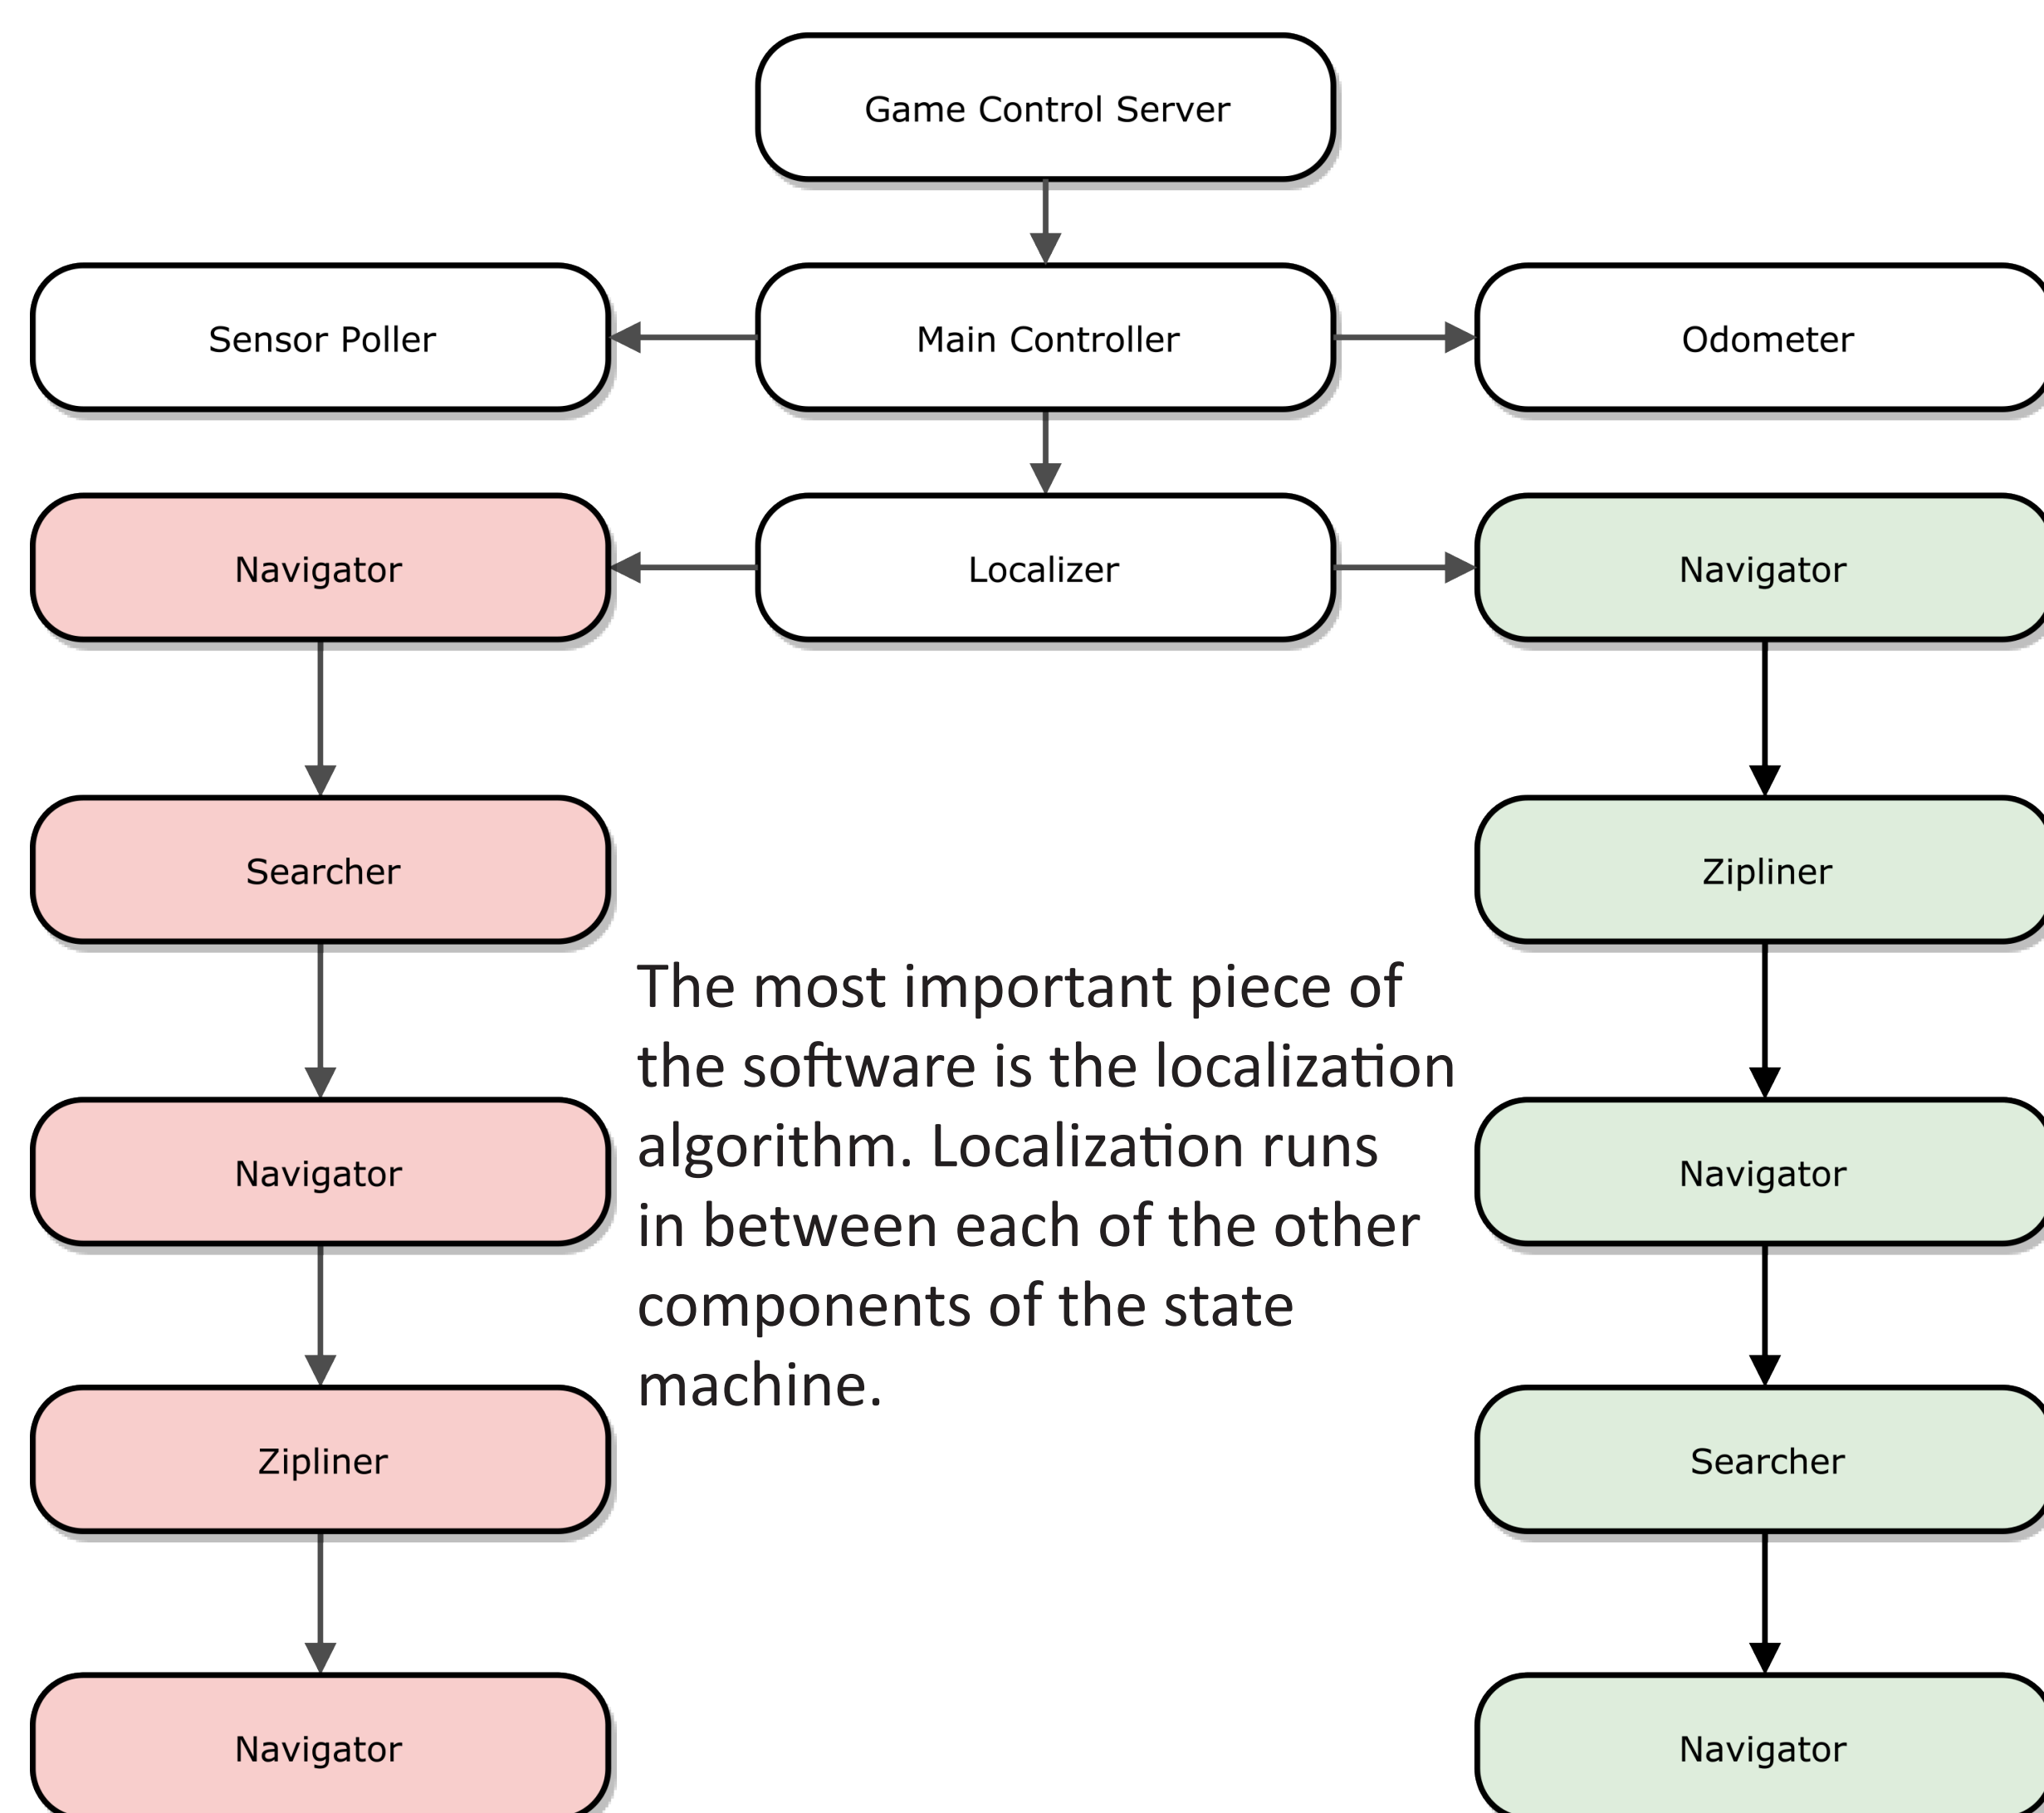 Game Control Server
Sensor Poller
Main Controller
Odometer
Navigator
Localizer
Navigator
Searcher
Zipliner
The most important piece of
the software is the localization
algorithm. Localization runs
in between each of the other
components of the state
machine.
Navigator
Navigator
Zipliner
Searcher
Navigator
Navigator